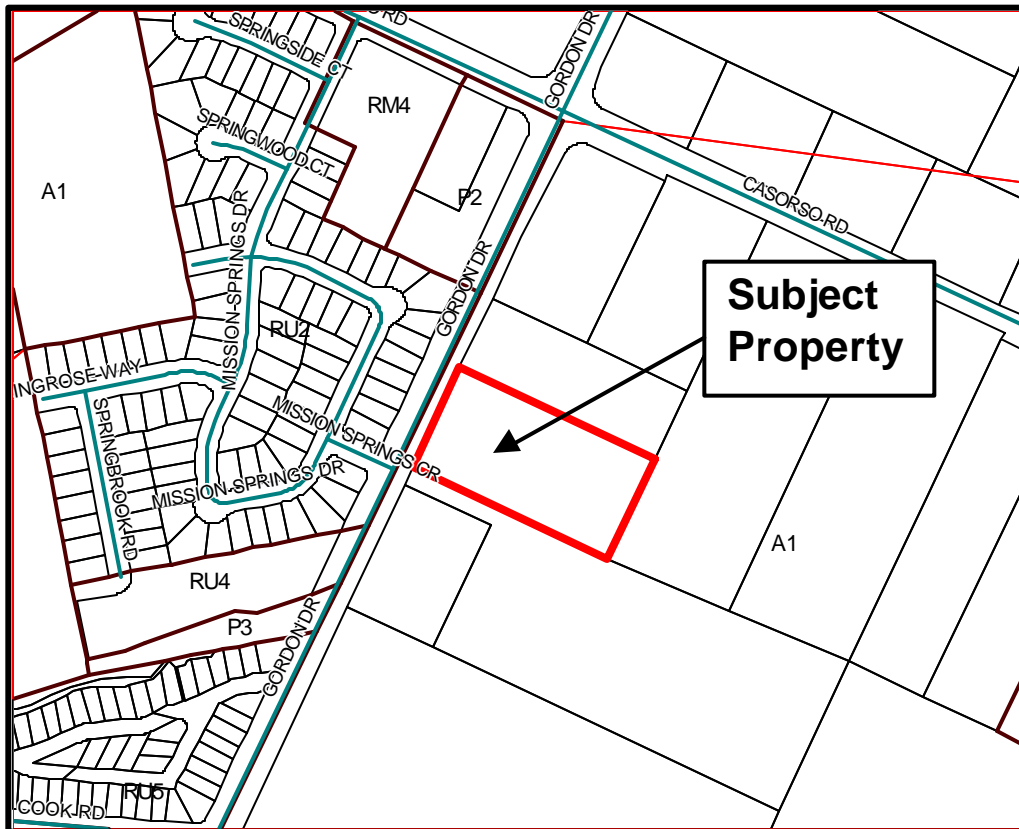 RD
SPRINGSIDE CT
GORDON DR
RM4
SPRINGWOOD CT
A1
P2
CASORSO RD
MISSION SPRINGS DR
GORDON DR
Subject
Property
RU2
INGROSE WAY
MISSION SPRINGS CR
SPRINGBROOK RD
MISSION SPRINGS DR
A1
RU4
P3
GORDON DR
RU5
COOK RD